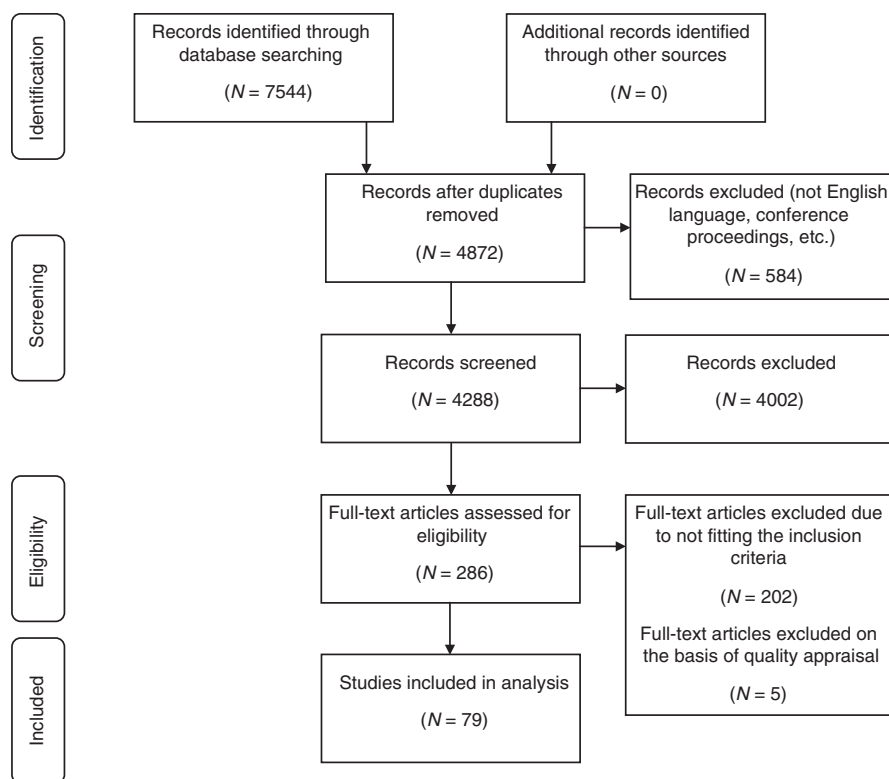 Identification
Records identified through
database searching
(N = 7544)
Additional records identified
through other sources
(N = 0)
Screening
Records after duplicates
removed
(N = 4872)
Records excluded (not English
language, conference
proceedings, etc.)
(N = 584)
Records screened
(N = 4288)
Records excluded
(N = 4002)
Eligibility
Full-text articles assessed for
eligibility
(N = 286)
Full-text articles excluded due
to not fitting the inclusion
criteria
(N = 202)
Full-text articles excluded on
the basis of quality appraisal
(N = 5)
Included
Studies included in analysis
(N = 79)